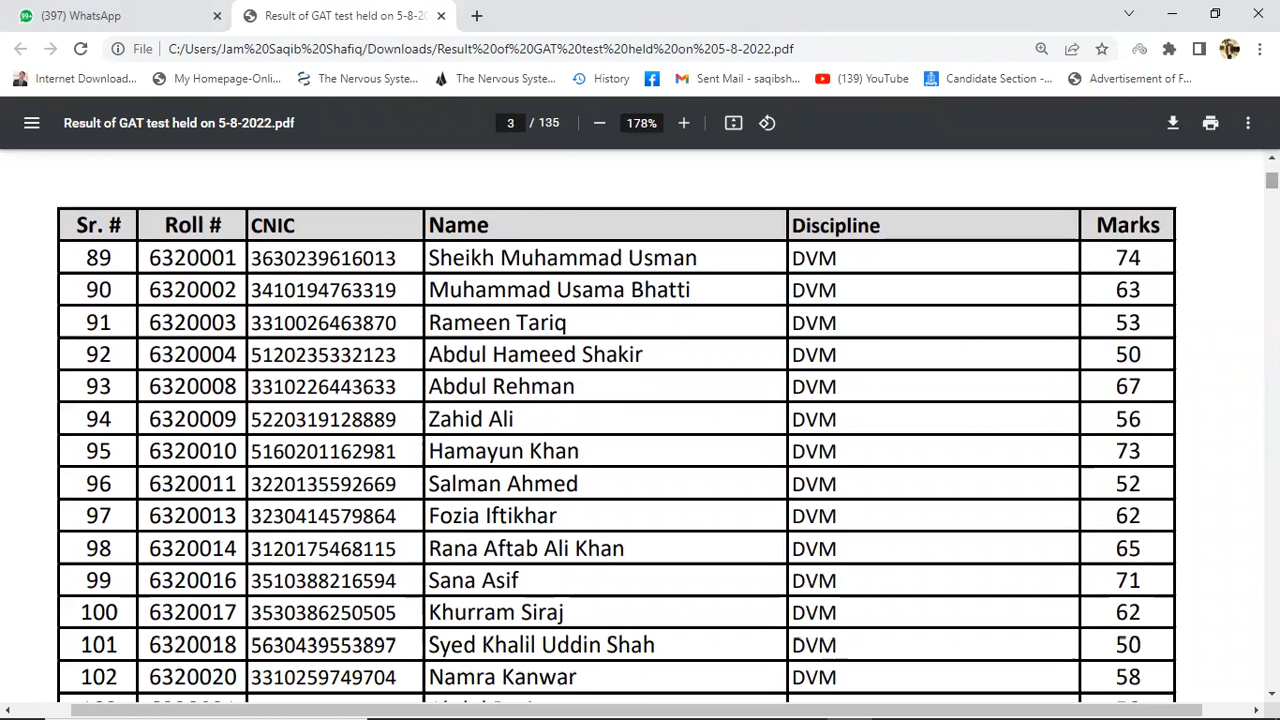 (397) WhatsApp
Result of GAT test held on 5-8-20
File C:/Users/Jam%20Saqib%20Shafiq/Downloads/Result%20of%20GAT%20test%20held%20on%205-8-2022.pdf
Internet Download... My Homepage-Onli... The Nervous Syste... The Nervous Syste... History Sent Mail - saqibsh... (139) YouTube Candidate Section -... Advertisement of F...
Result of GAT test held on 5-8-2022.pdf 3 / 135 178%
Sr. # Roll # CNIC Name Discipline Marks
89 6320001 3630239616013 Sheikh Muhammad Usman DVM 74
90 6320002 3410194763319 Muhammad Usama Bhatti DVM 63
91 6320003 3310026463870 Rameen Tariq DVM 53
92 6320004 5120235332123 Abdul Hameed Shakir DVM 50
93 6320008 3310226443633 Abdul Rehman DVM 67
94 6320009 5220319128889 Zahid Ali DVM 56
95 6320010 5160201162981 Hamayun Khan DVM 73
96 6320011 3220135592669 Salman Ahmed DVM 52
97 6320013 3230414579864 Fozia Iftikhar DVM 62
98 6320014 3120175468115 Rana Aftab Ali Khan DVM 65
99 6320016 3510388216594 Sana Asif DVM 71
100 6320017 3530386250505 Khurram Siraj DVM 62
101 6320018 5630439553897 Syed Khalil Uddin Shah DVM 50
102 6320020 3310259749704 Namra Kanwar DVM 58